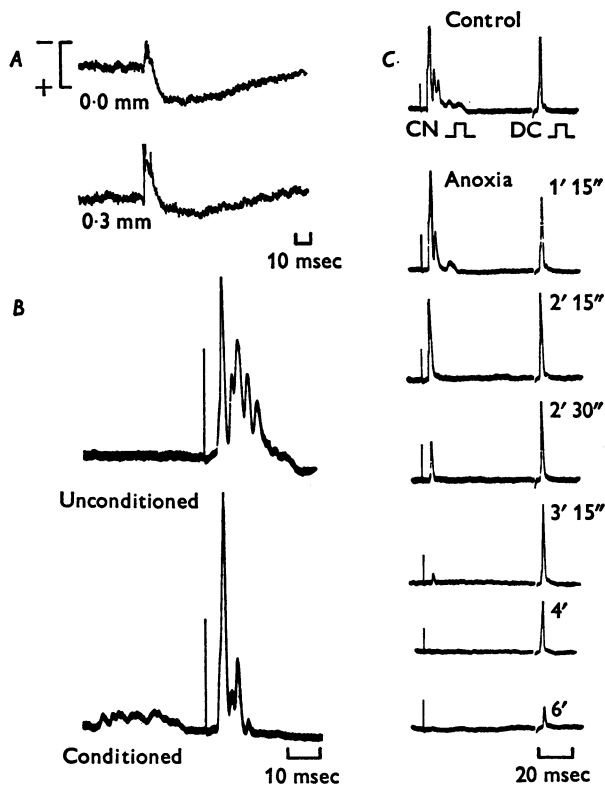 A
−
+
0·0 mm
0·3 mm
10 msec
B
Unconditioned
Conditioned
10 msec
C.
Control
CN DC
Anoxia
1′ 15″
2′ 15″
2′ 30″
3′ 15″
4′
6′
20 msec